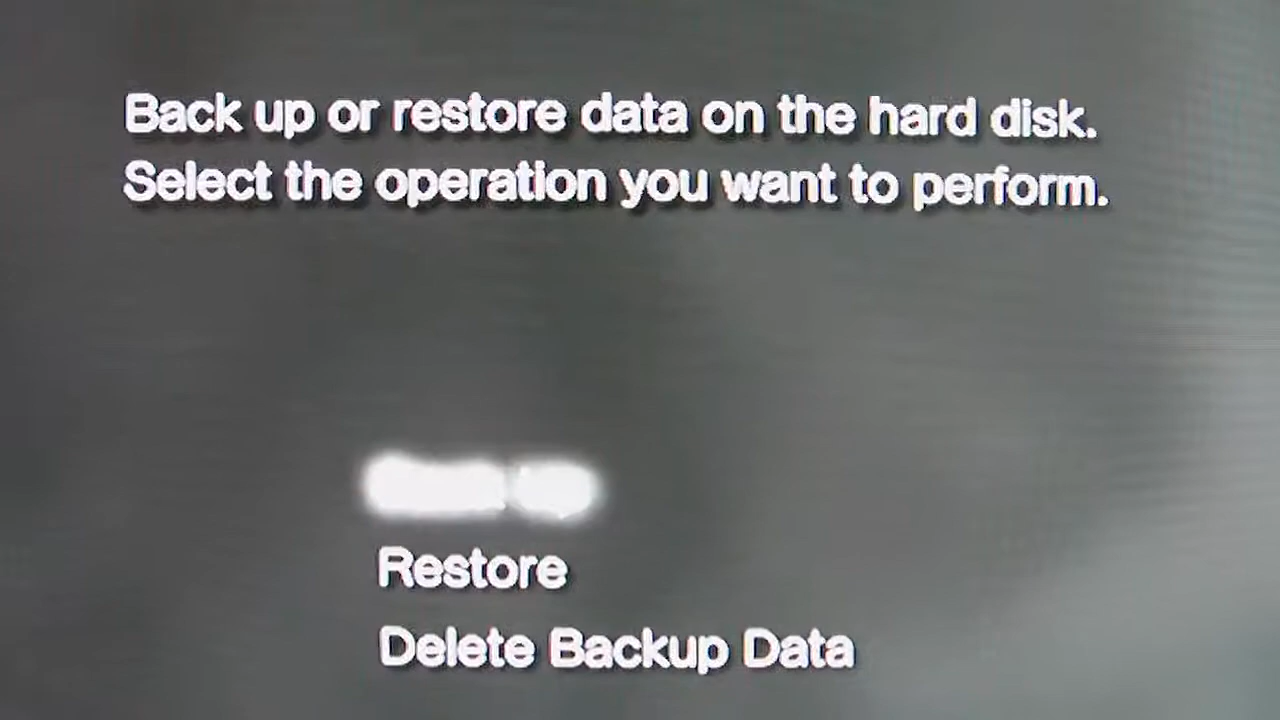 Back up or restore data on the hard disk.
Select the operation you want to perform.
Restore
Delete Backup Data